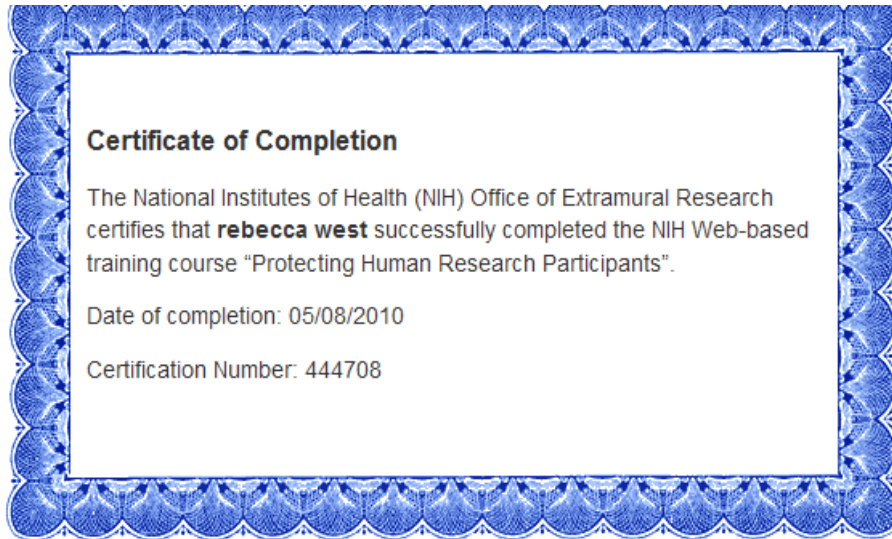 Certificate of Completion
The National Institutes of Health (NIH) Office of Extramural Research
certifies that rebecca west successfully completed the NIH Web-based
training course “Protecting Human Research Participants”.
Date of completion: 05/08/2010
Certification Number: 444708